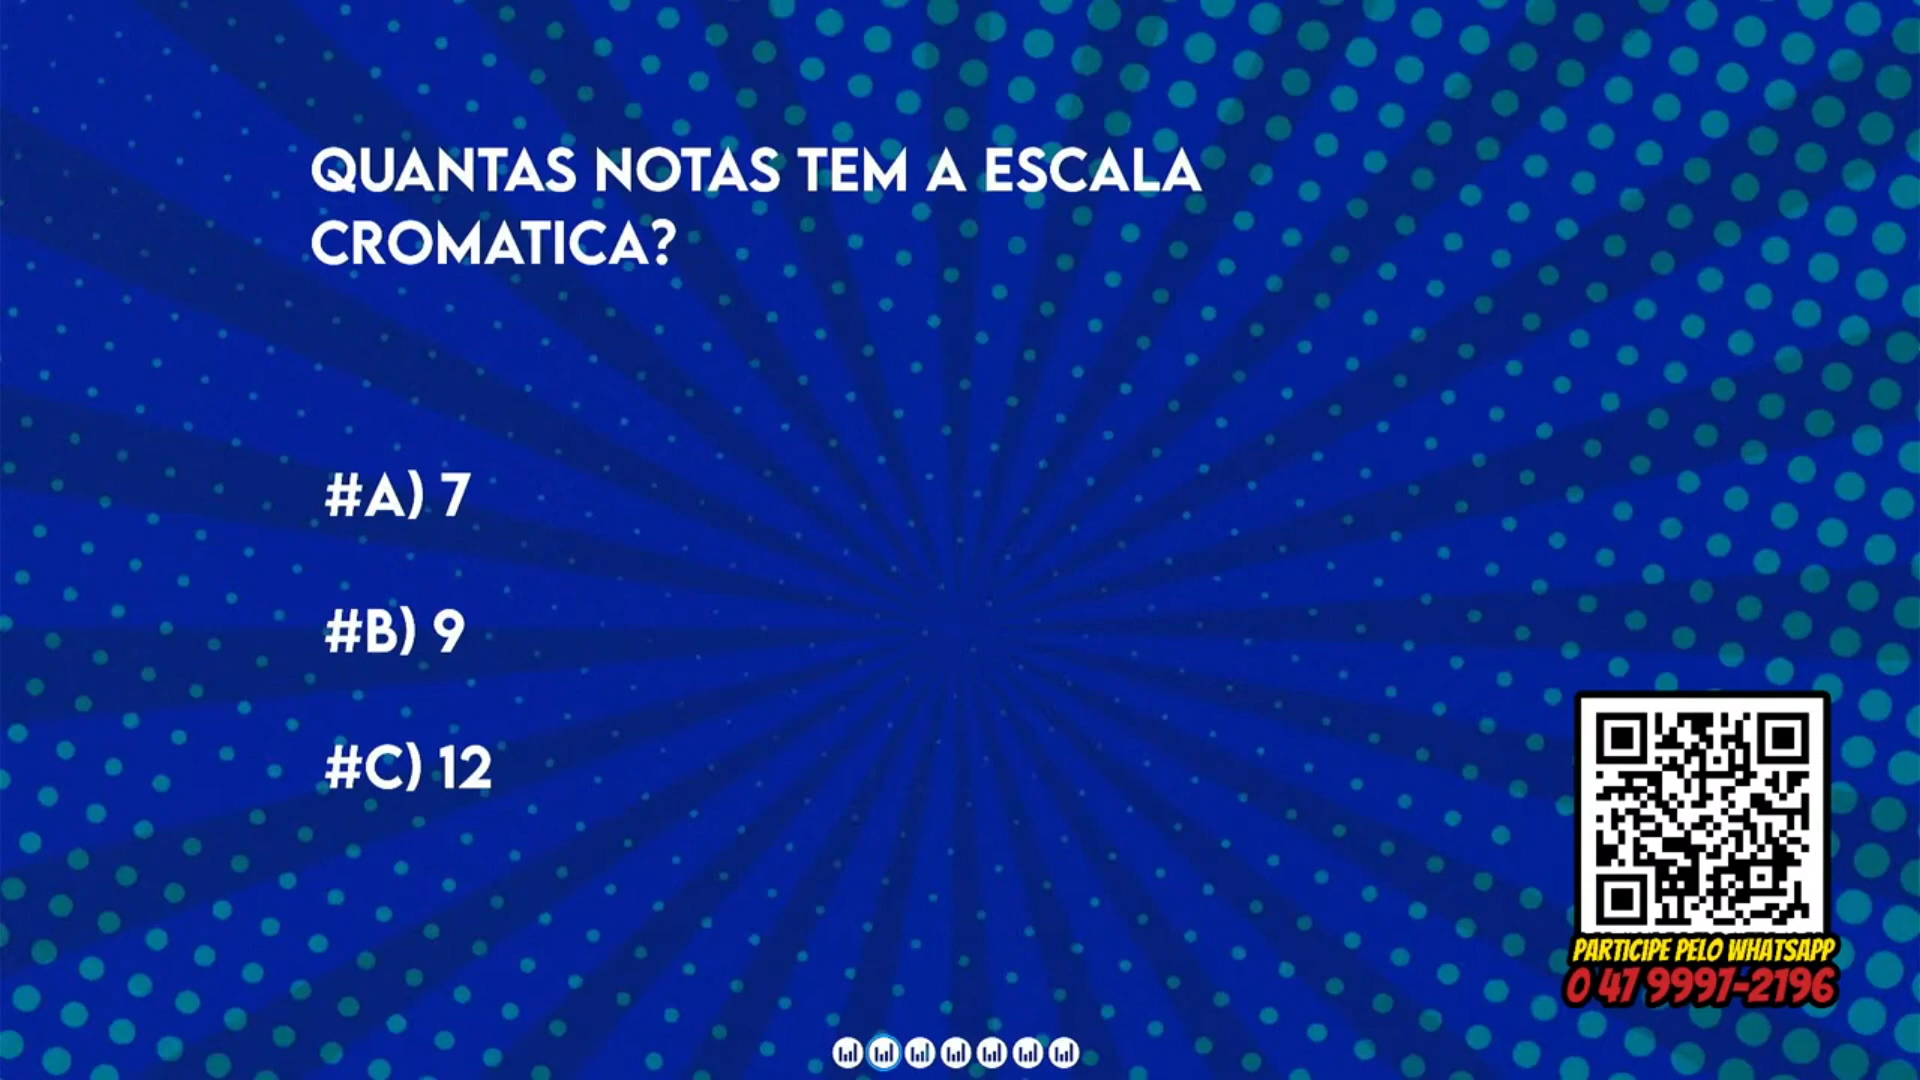 QUANTAS NOTAS TEM A ESCALA
CROMATICA?
#A) 7
#B) 9
#C) 12
PARTICIPE PELO WHATSAPP
0 47 9997-2196